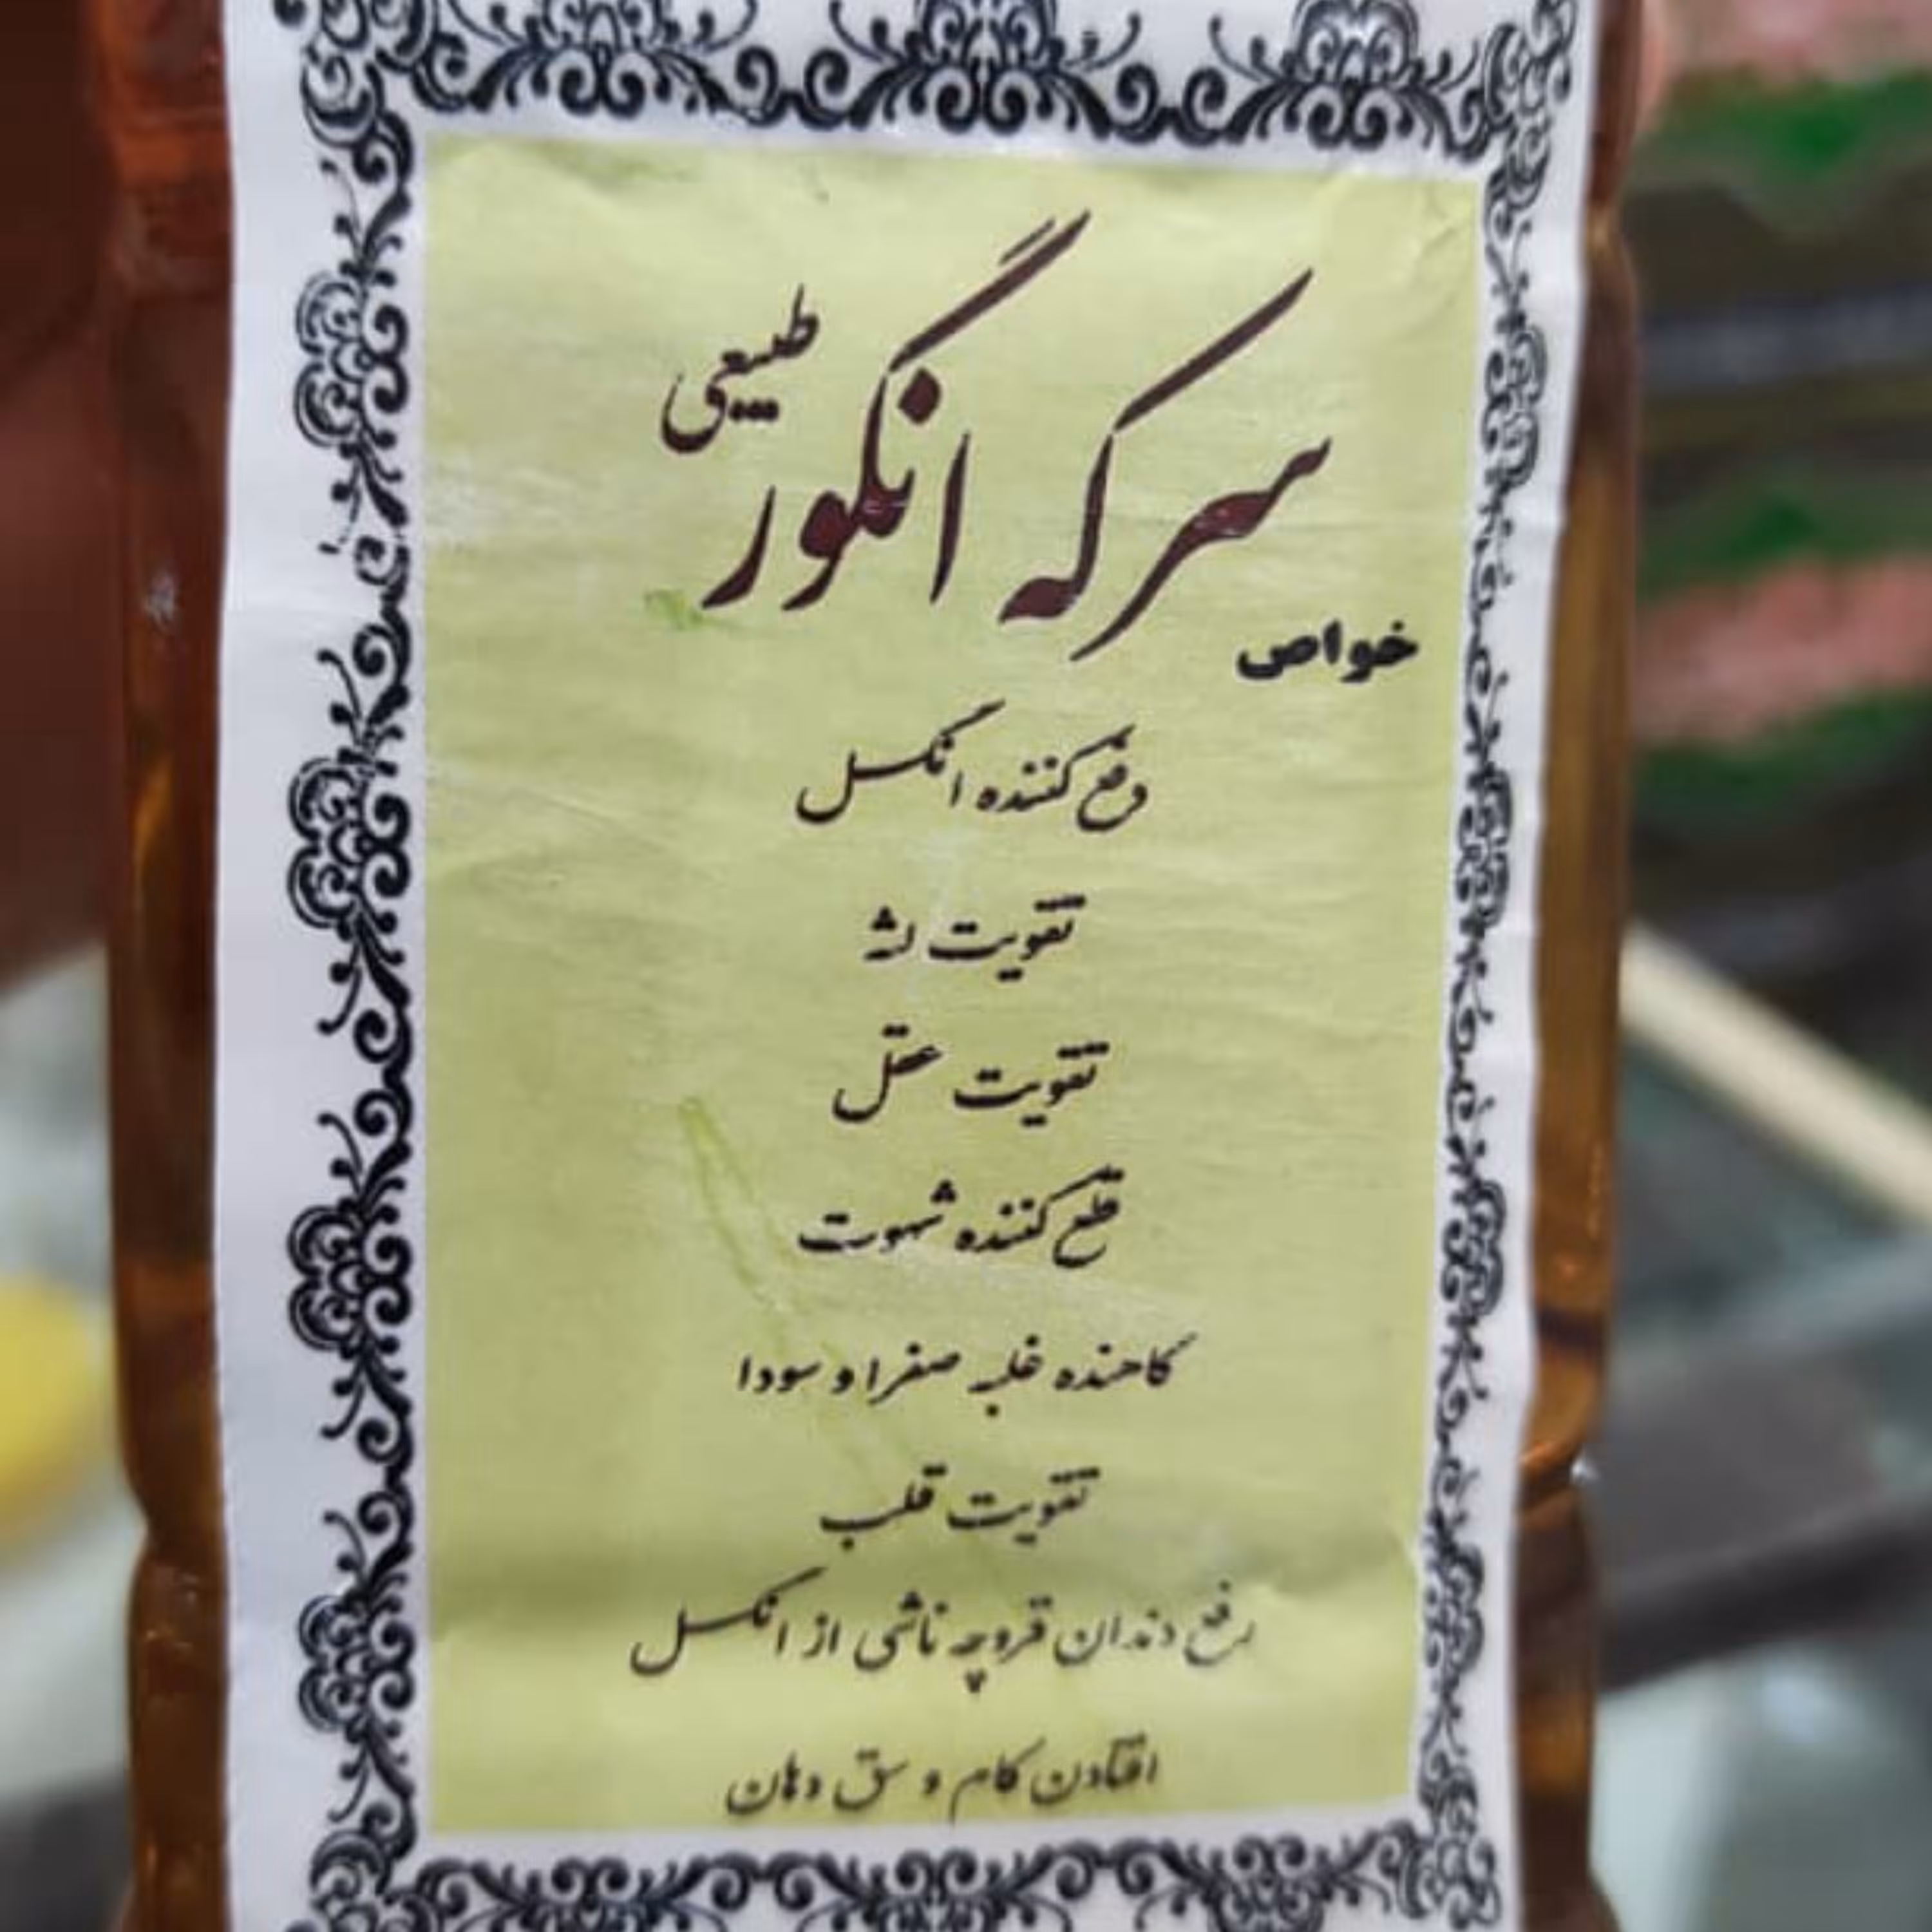 سرکه انگور طبیعی
خواص
دفع کننده انگل
تقویت لثه
تقویت عقل
قطع کننده شهوت
کاهنده غلبه صفرا و سودا
تقویت قلب
رفع دندان قروچه ناشی از انگل
افتادن کام و سق دهان